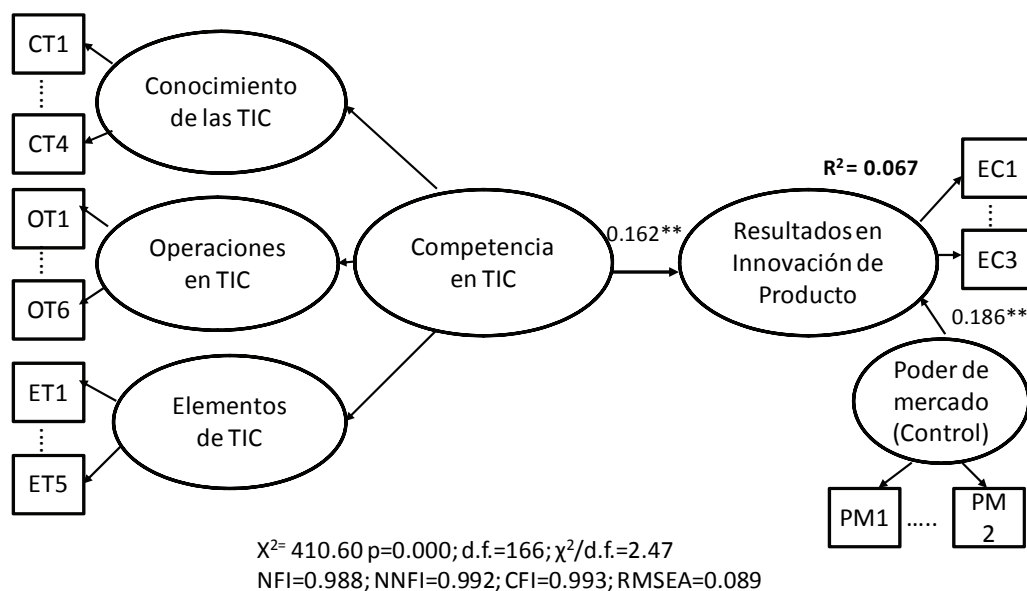 CT1
CT4
OT1
OT6
ET1
ET5
Conocimiento
de las TIC
Operaciones
en TIC
Elementos
de TIC
Competencia
en TIC
0.162**
R²= 0.067
Resultados en
Innovación de
Producto
EC1
EC3
0.186**
Poder de
mercado
(Control)
PM1
.....
PM
2
X²⁼ 410.60 p=0.000; d.f.=166; χ²/d.f.=2.47
NFI=0.988; NNFI=0.992; CFI=0.993; RMSEA=0.089